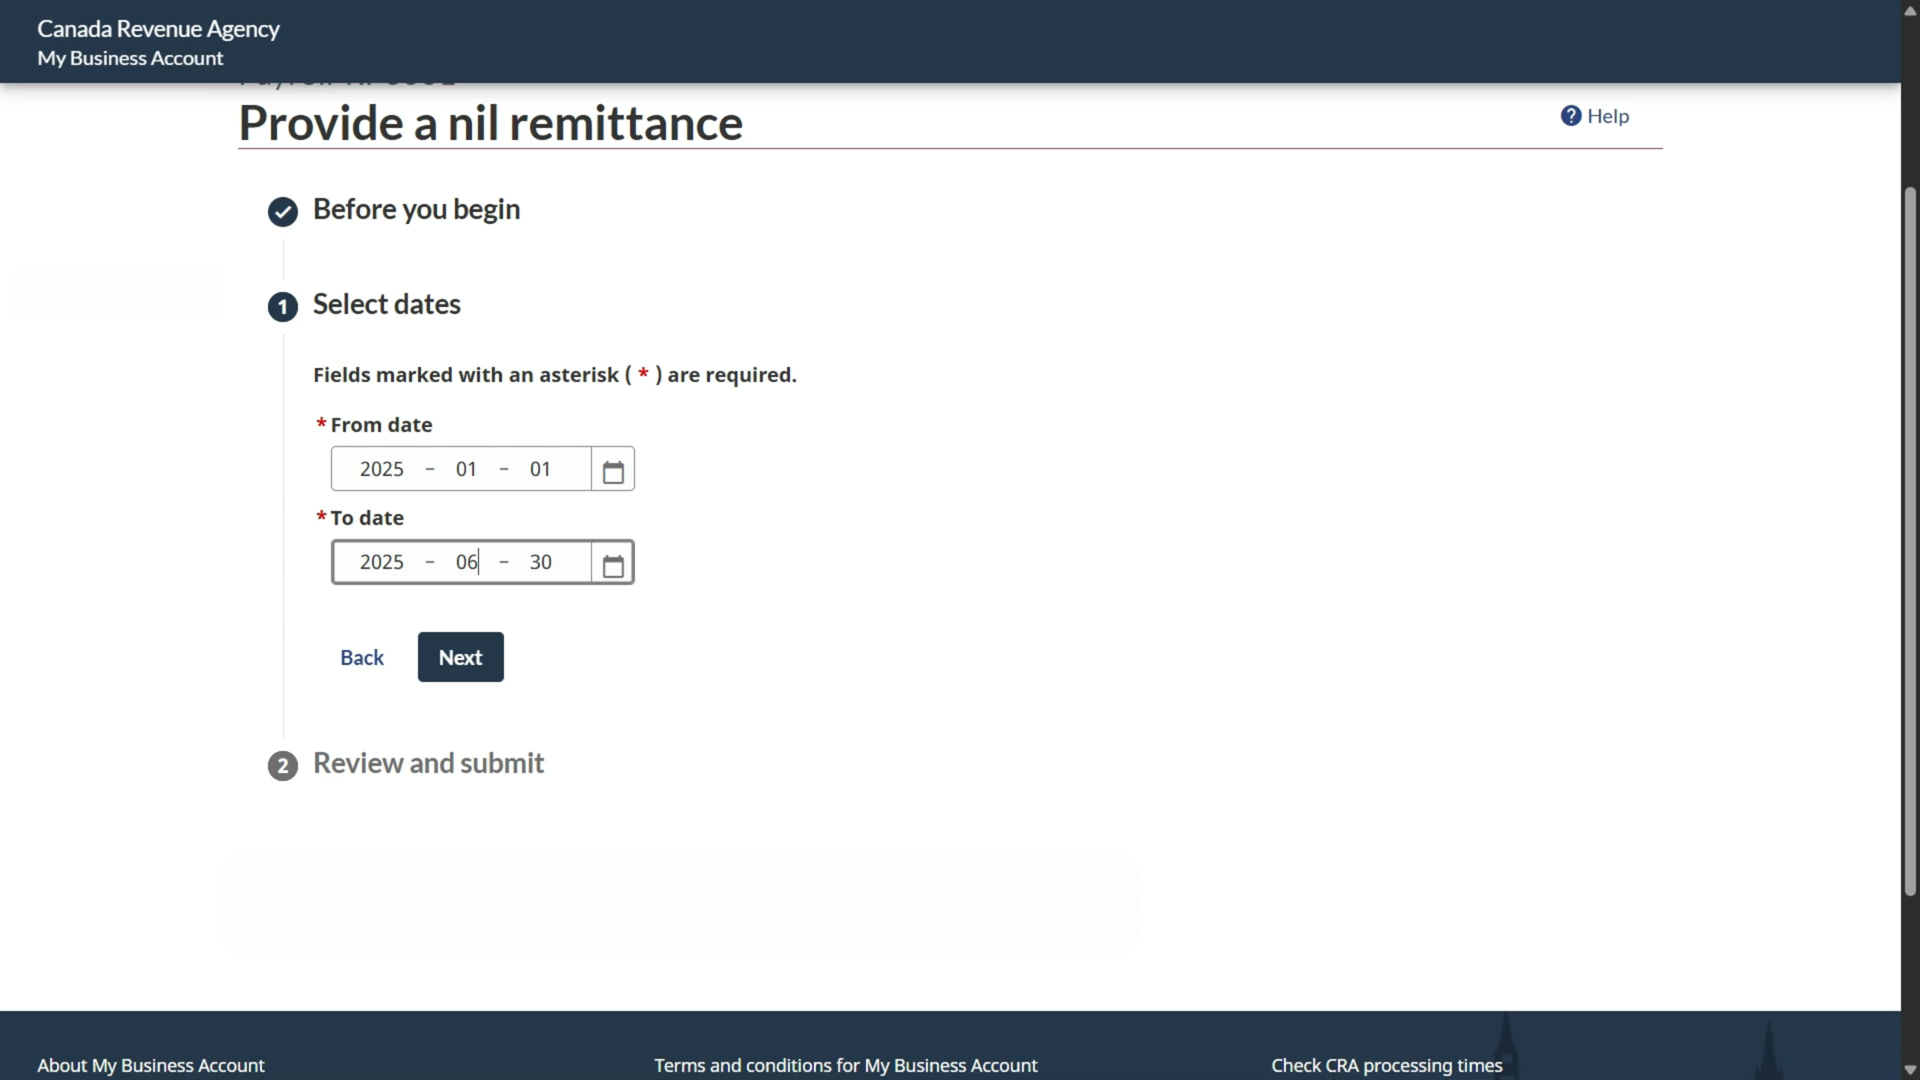 Canada Revenue Agency
My Business Account
Provide a nil remittance
Help
Before you begin
1 Select dates
Fields marked with an asterisk ( * ) are required.
* From date
2025 – 01 – 01
* To date
2025 – 06 – 30
Back Next
2 Review and submit
About My Business Account
Terms and conditions for My Business Account
Check CRA processing times